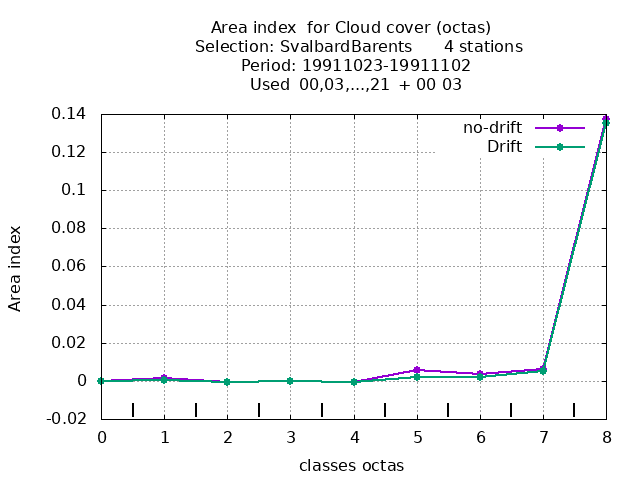 Area index  for Cloud cover (octas)
Selection: SvalbardBarents      4 stations
Period: 19911023-19911102
Used  00,03,...,21  + 00 03
0.14
0.12
0.1
0.08
0.06
0.04
0.02
0
-0.02
Area index
no-drift
Drift
0 1 2 3 4 5 6 7 8
classes octas